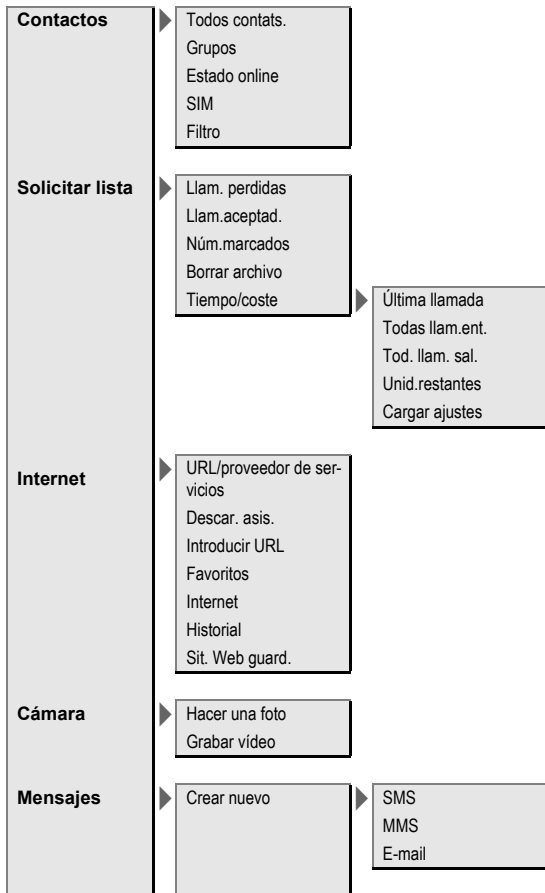 Contactos
Todos contats.
Grupos
Estado online
SIM
Filtro
Solicitar lista
Llam. perdidas
Llam.aceptad.
Núm.marcados
Borrar archivo
Tiempo/coste
Última llamada
Todas llam.ent.
Tod. llam. sal.
Unid.restantes
Cargar ajustes
Internet
URL/proveedor de ser-
vicios
Descar. asis.
Introducir URL
Favoritos
Internet
Historial
Sit. Web guard.
Cámara
Hacer una foto
Grabar vídeo
Mensajes
Crear nuevo
SMS
MMS
E-mail